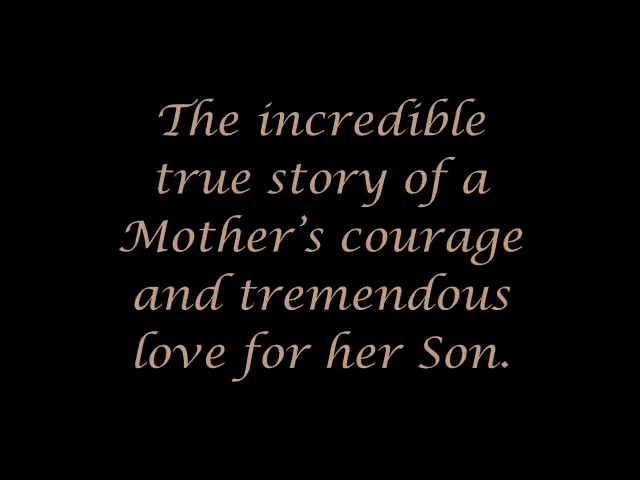 The incredible
true story of a
Mother’s courage
and tremendous
love for her Son.